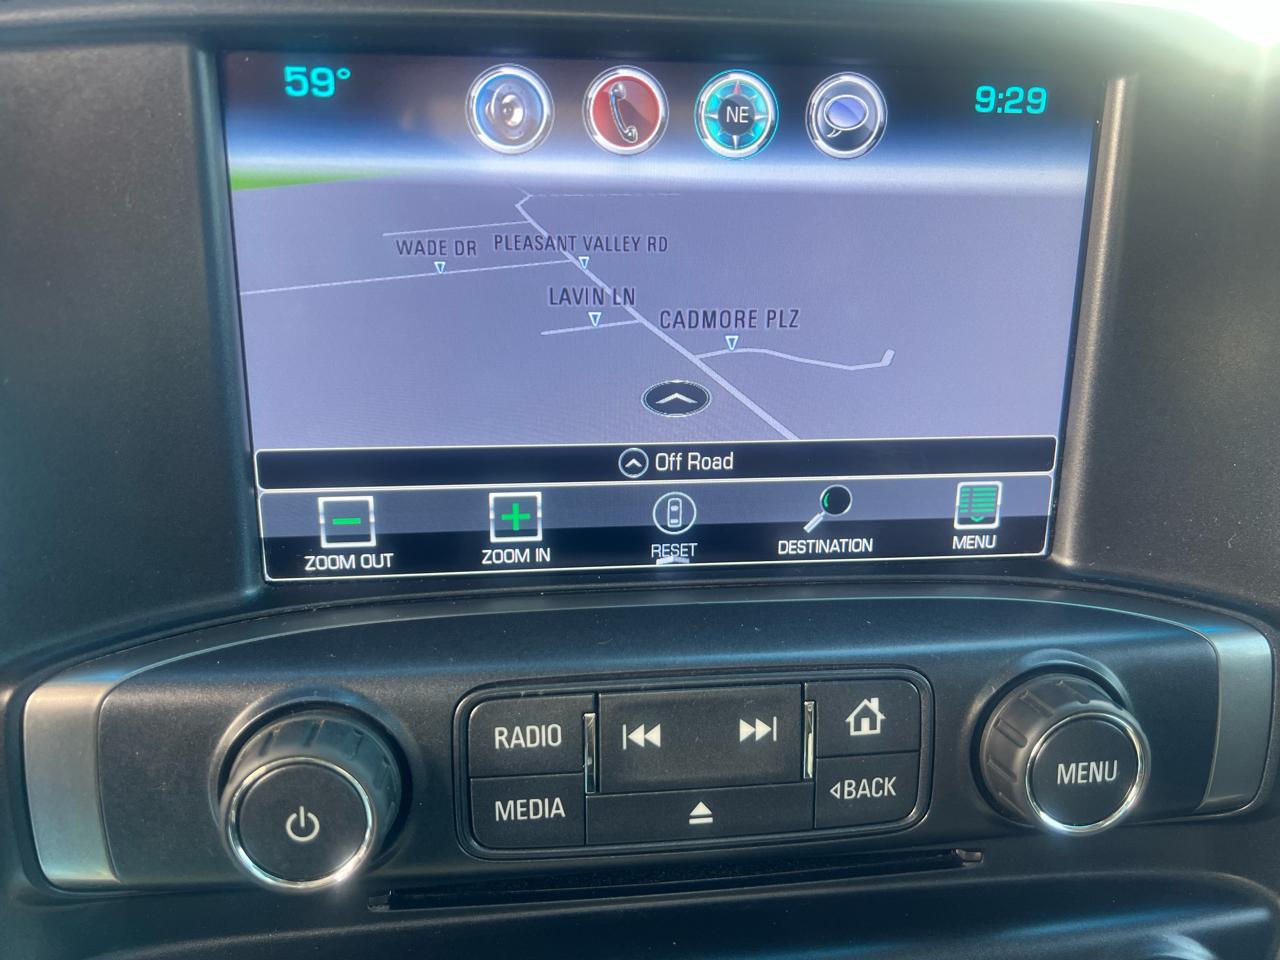 59°
NE
9:29
WADE DR
PLEASANT VALLEY RD
LAVIN LN
CADMORE PLZ
Off Road
ZOOM OUT
ZOOM IN
RESET
DESTINATION
MENU
RADIO
MEDIA
BACK
MENU